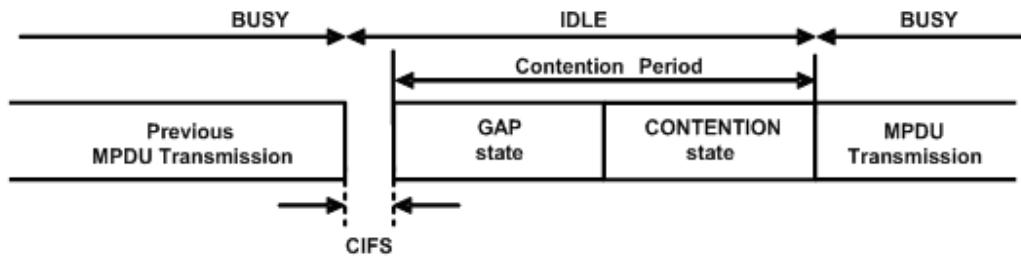 BUSY
IDLE
BUSY
Contention Period
Previous
MPDU Transmission
GAP
state
CONTENTION
state
MPDU
Transmission
CIFS